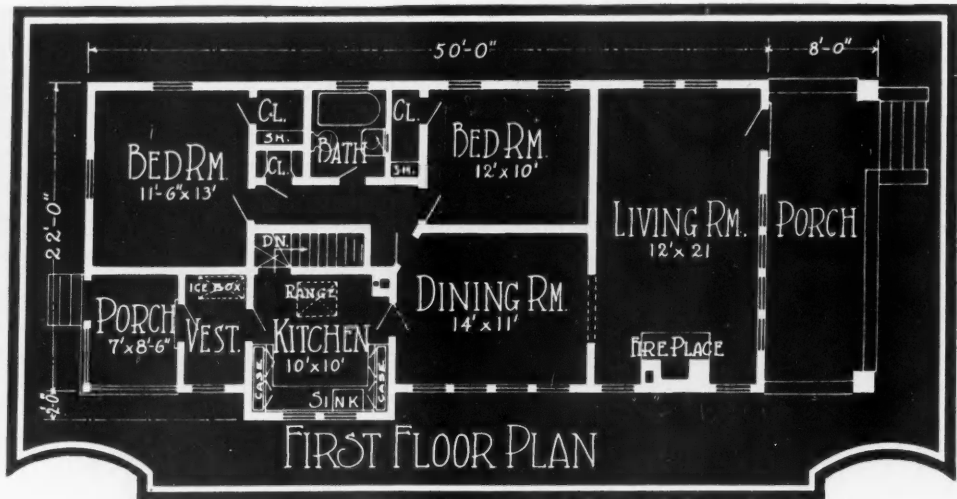 50'-0"
8'-0"
CL.
SH.
CL.
BATH
CL.
SH.
BED RM.
11'-6" x 13'
BED RM.
12' x 10'
LIVING RM.
12' x 21
PORCH
22'-0"
DN.
ICE BOX
RANGE
DINING RM.
14' x 11'
PORCH
7' x 8'-6"
VEST.
KITCHEN
10' x 10'
FIRE PLACE
CASE
SINK
CASE
2'-0"
FIRST FLOOR PLAN